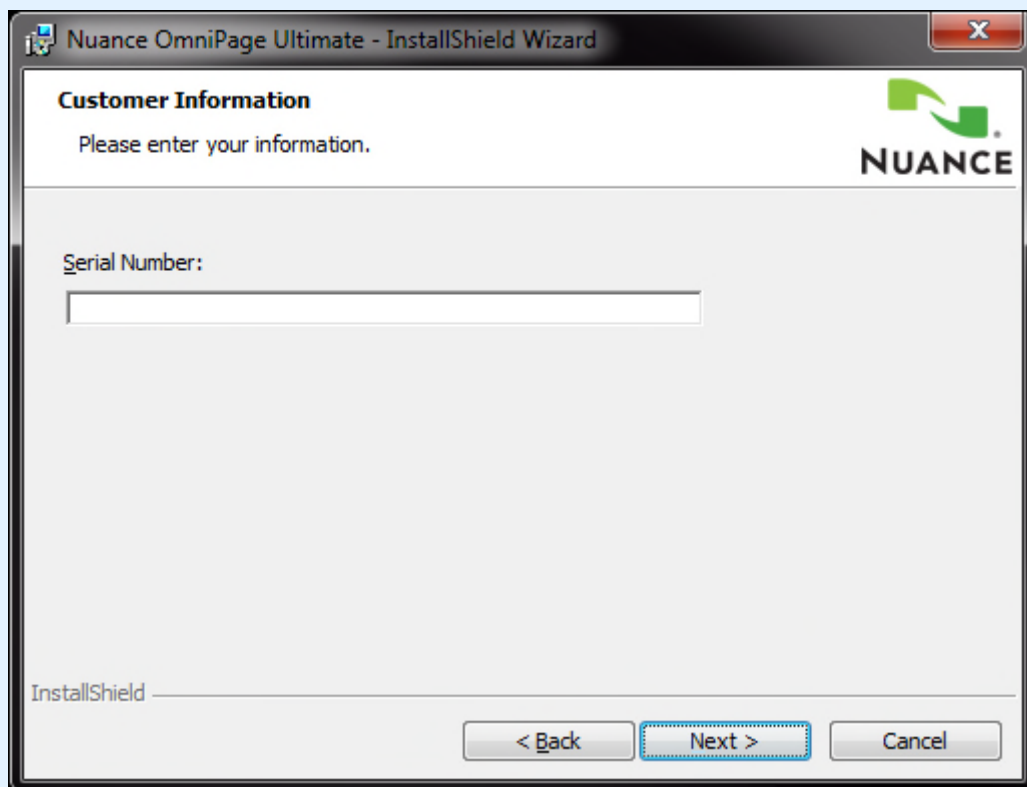 Nuance OmniPage Ultimate - InstallShield Wizard
Customer Information
Please enter your information.
NUANCE
Serial Number:
InstallShield
< Back Next > Cancel